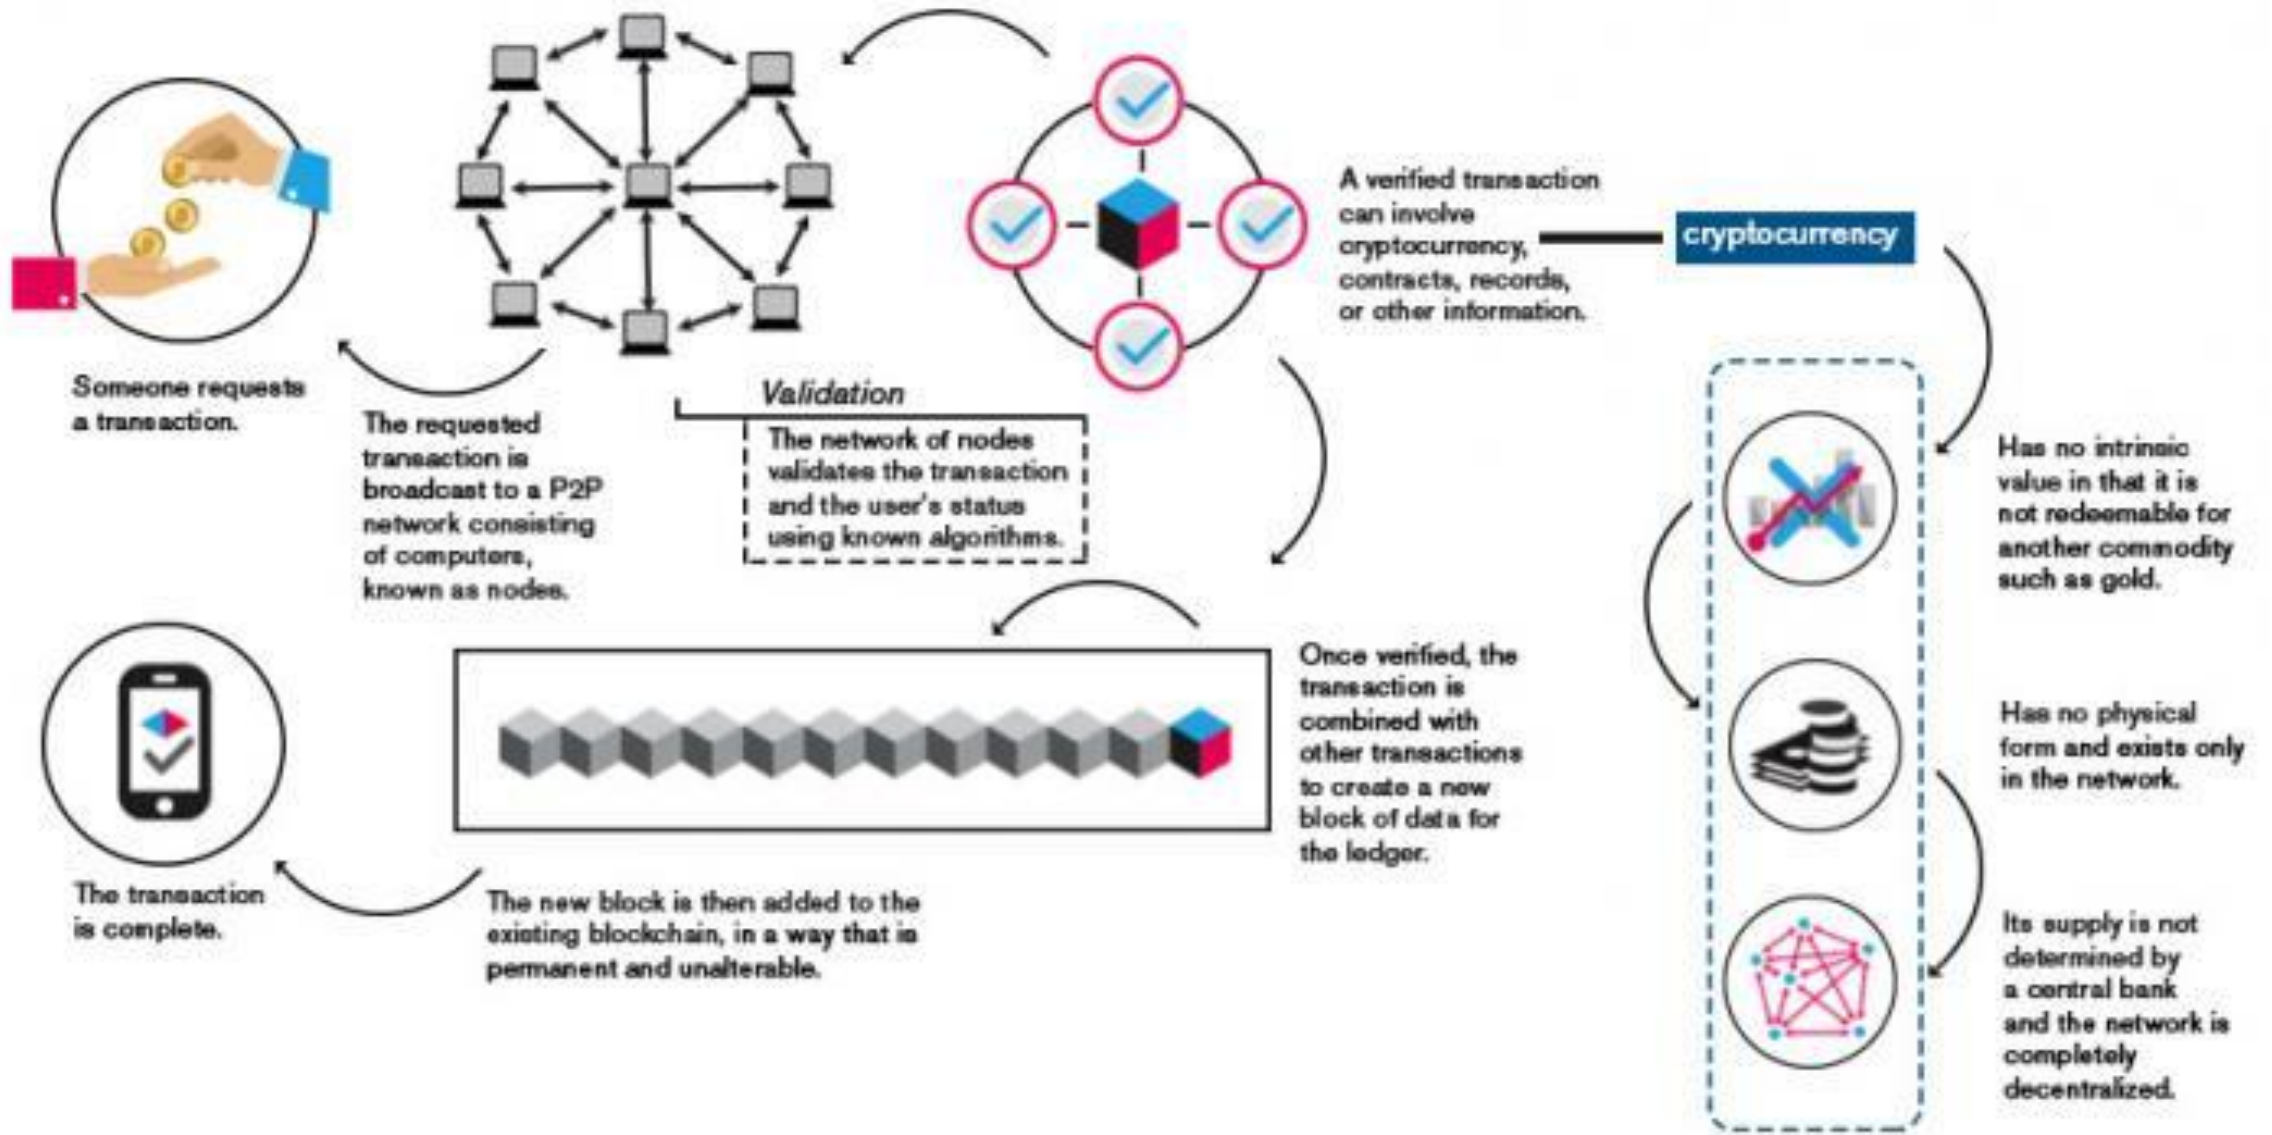 Someone requests
a transaction.
The requested
transaction is
broadcast to a P2P
network consisting
of computers,
known as nodes.
Validation
The network of nodes
validates the transaction
and the user's status
using known algorithms.
A verified transaction
can involve
cryptocurrency,
contracts, records,
or other information.
cryptocurrency
Has no intrinsic
value in that it is
not redeemable for
another commodity
such as gold.
Has no physical
form and exists only
in the network.
Its supply is not
determined by
a central bank
and the network is
completely
decentralized.
Once verified, the
transaction is
combined with
other transactions
to create a new
block of data for
the ledger.
The new block is then added to the
existing blockchain, in a way that is
permanent and unalterable.
The transaction
is complete.